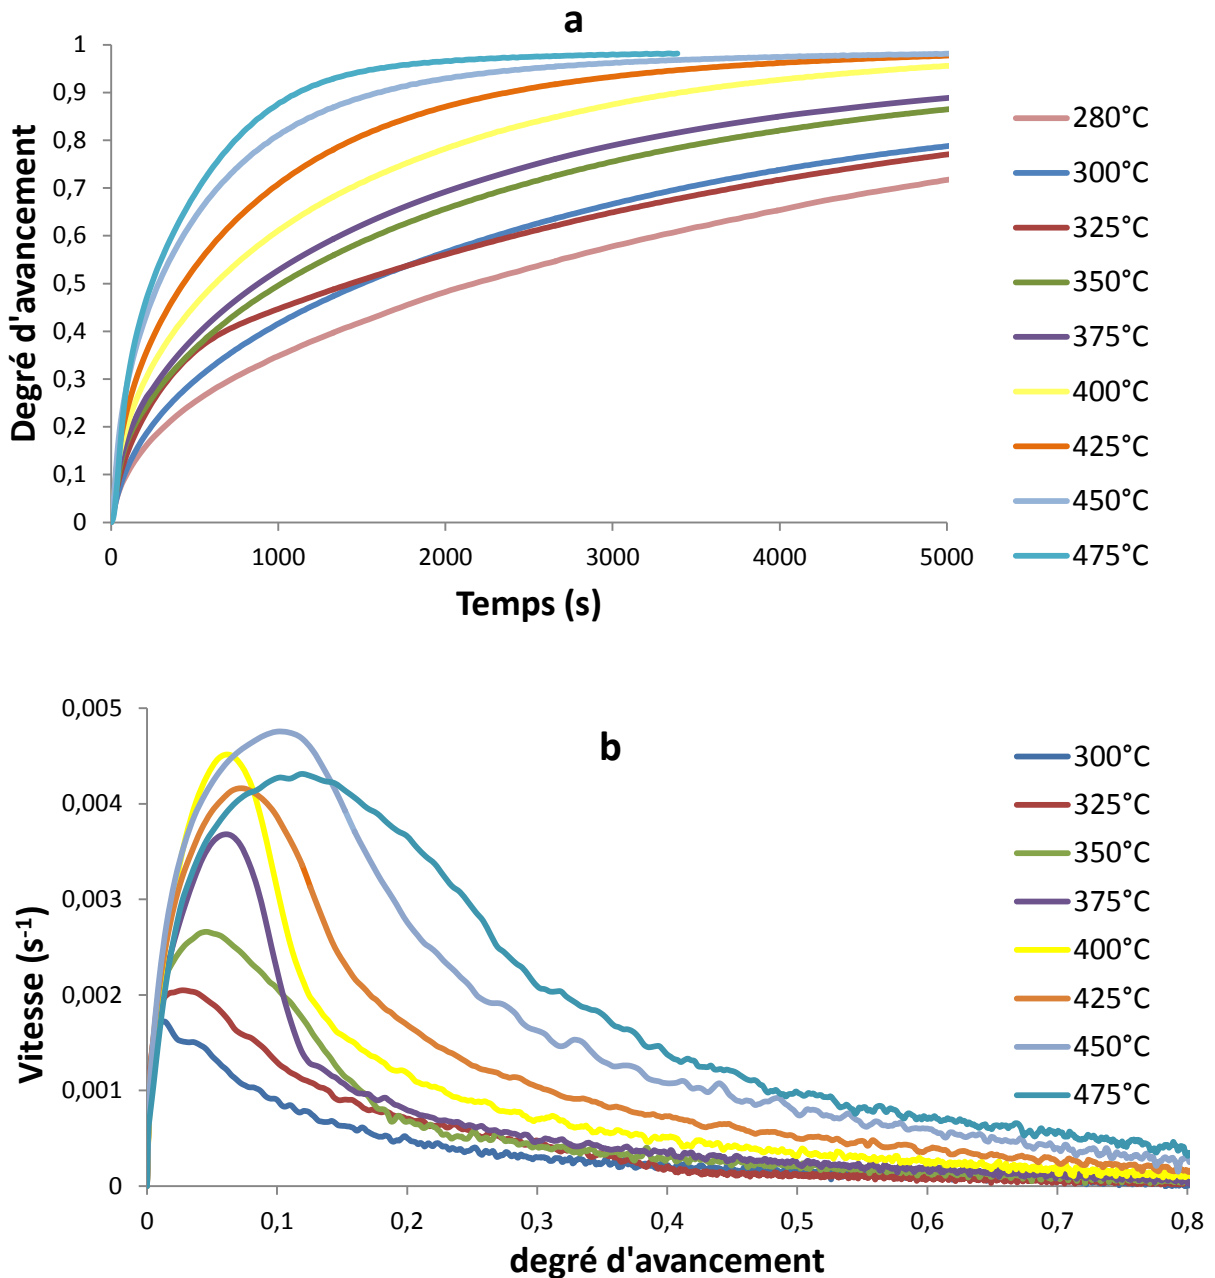 a
1
0,9
0,8
0,7
0,6
0,5
0,4
0,3
0,2
0,1
0
Degré d'avancement
0 1000 2000 3000 4000 5000
Temps (s)
280°C
300°C
325°C
350°C
375°C
400°C
425°C
450°C
475°C
b
0,005
0,004
0,003
0,002
0,001
0
Vitesse (s-1)
0 0,1 0,2 0,3 0,4 0,5 0,6 0,7 0,8
degré d'avancement
300°C
325°C
350°C
375°C
400°C
425°C
450°C
475°C